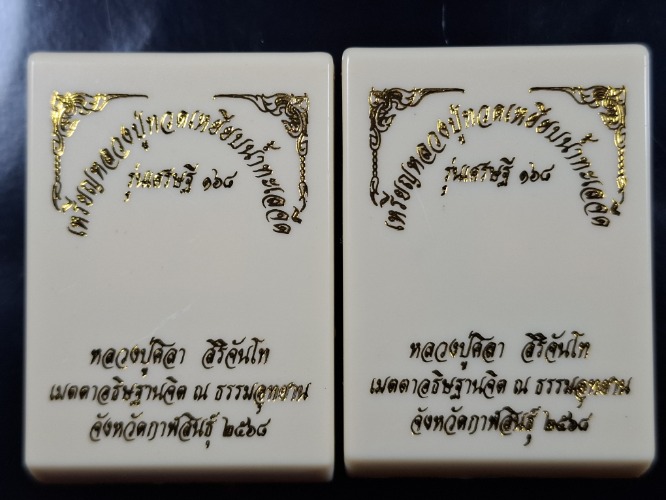 เหรียญหลวงปู่ทวดเหยียบน้ำทะเลจืด
รุ่นเศรษฐี ๑๖๘
หลวงปู่ศิลา สิริจันโท
เมตตาอธิษฐานจิต ณ ธรรมอุทยาน
จังหวัดกาฬสินธุ์ ๒๕๖๘
เหรียญหลวงปู่ทวดเหยียบน้ำทะเลจืด
รุ่นเศรษฐี ๑๖๘
หลวงปู่ศิลา สิริจันโท
เมตตาอธิษฐานจิต ณ ธรรมอุทยาน
จังหวัดกาฬสินธุ์ ๒๕๖๘